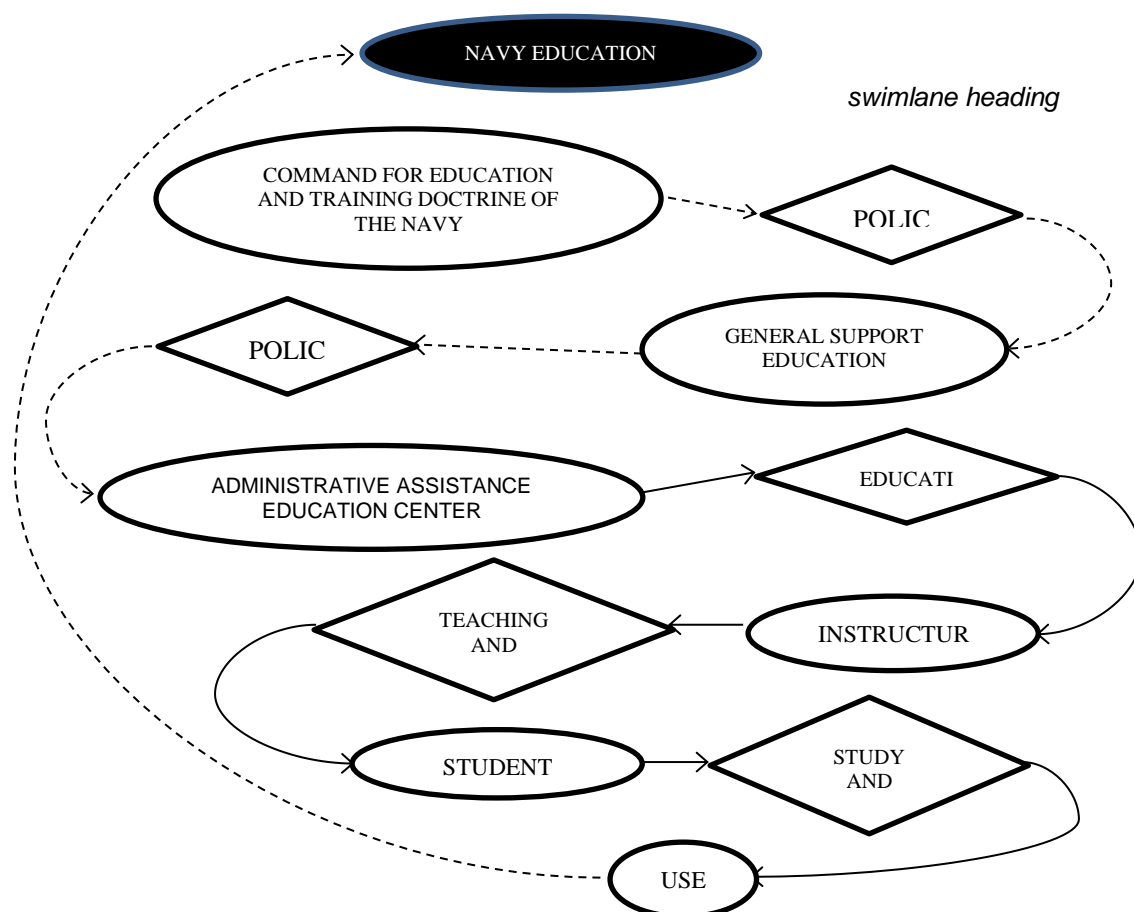 NAVY EDUCATION
swimlane heading
COMMAND FOR EDUCATION
AND TRAINING DOCTRINE OF
THE NAVY
POLIC
GENERAL SUPPORT
EDUCATION
POLIC
ADMINISTRATIVE ASSISTANCE
EDUCATION CENTER
EDUCATI
INSTRUCTUR
TEACHING
AND
STUDENT
STUDY
AND
USE